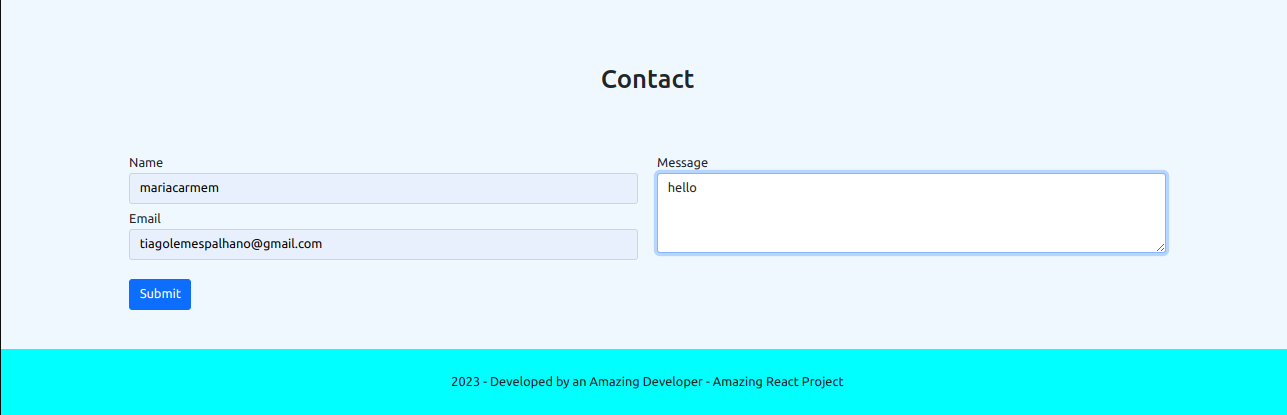 Contact
Name
mariacarmem
Email
tiagolemespalhano@gmail.com
Message
hello
Submit
2023 - Developed by an Amazing Developer - Amazing React Project